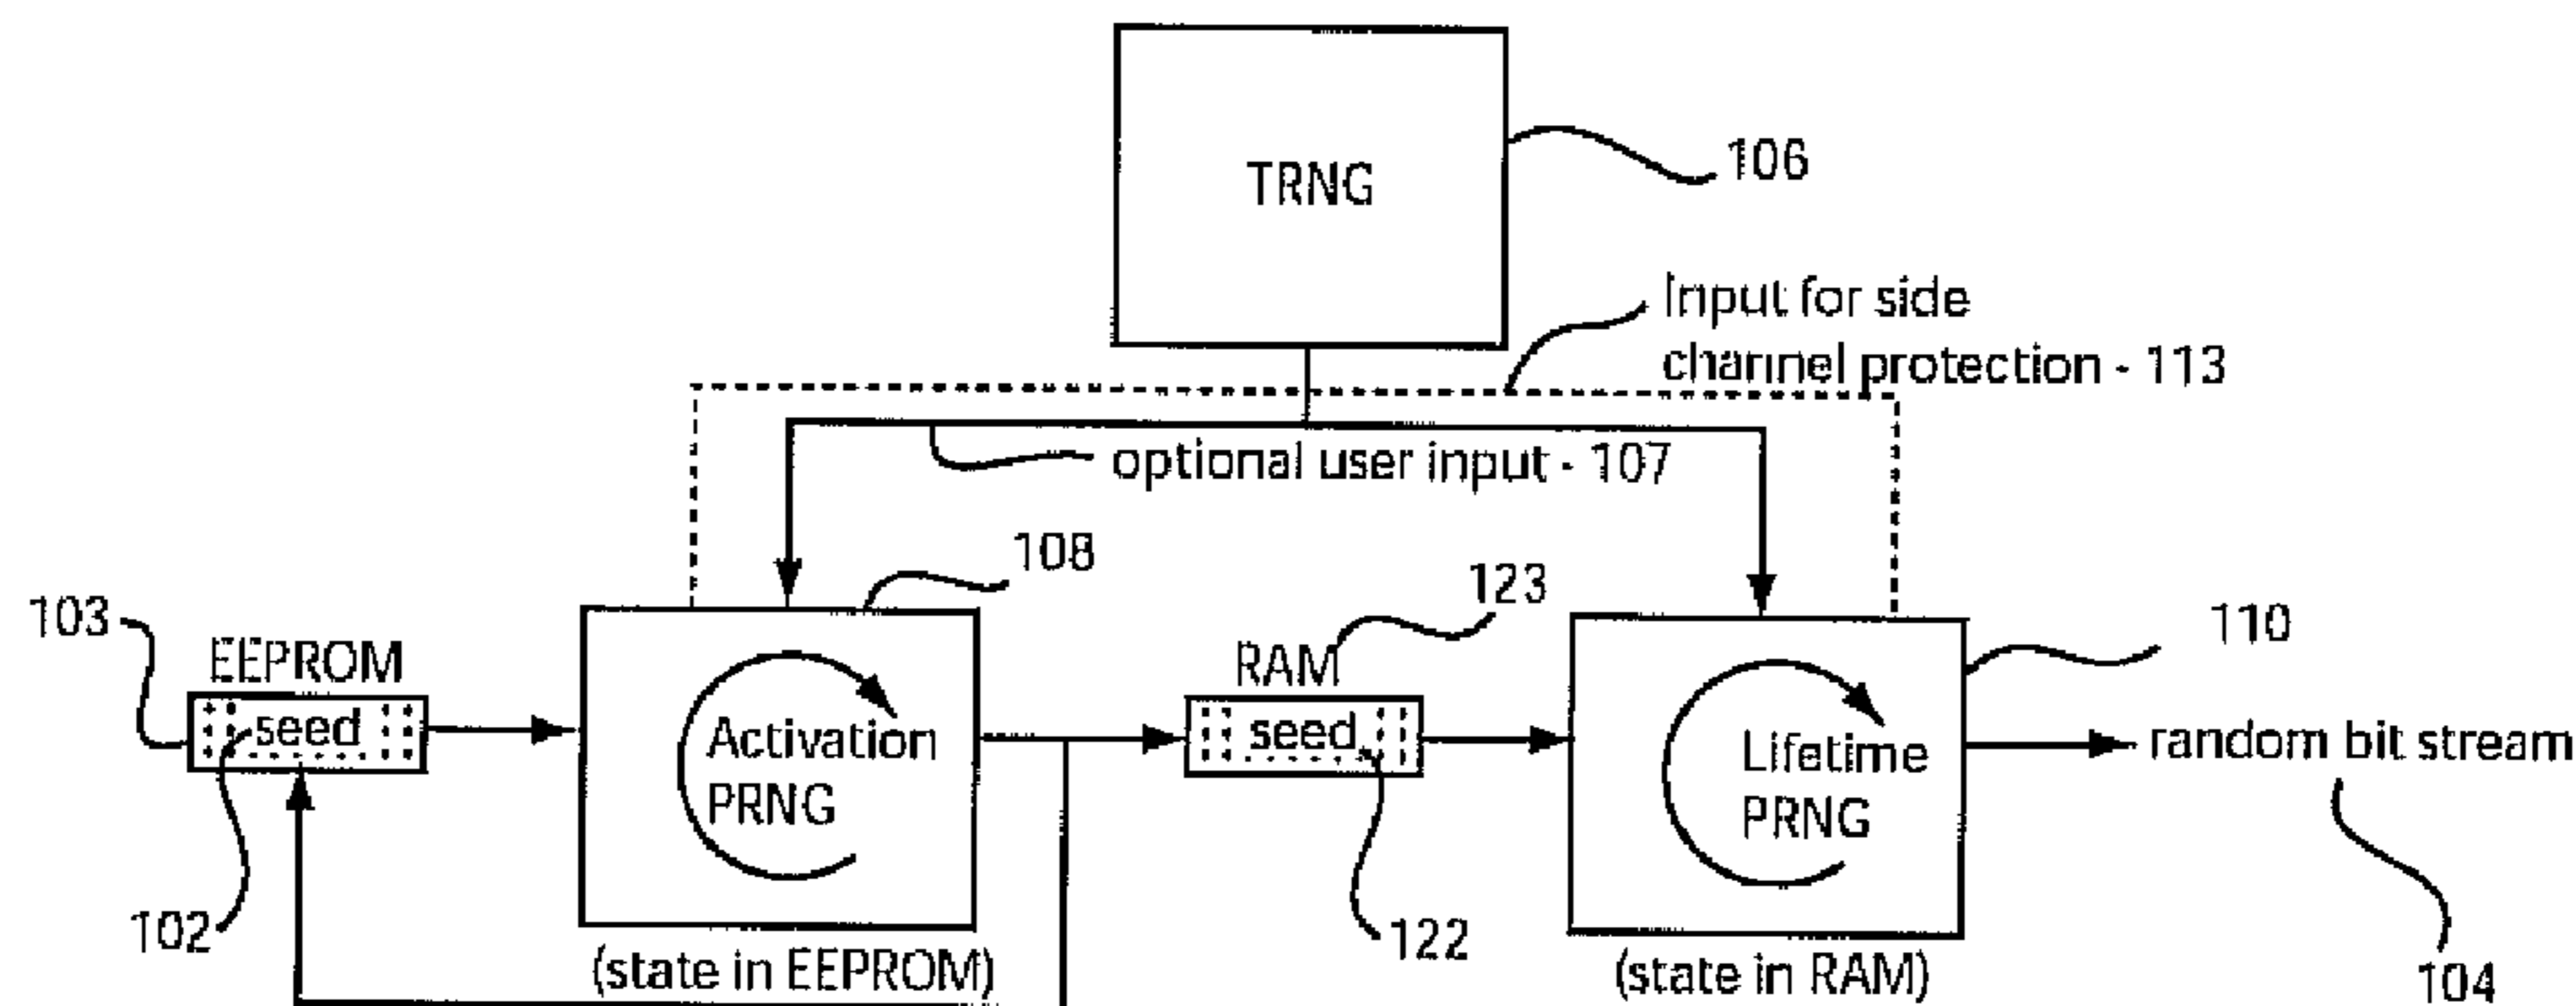 TRNG
106
Input for side
channel protection - 113
optional user input - 107
108
123
103
EEPROM
RAM
110
seed
seed
Activation
PRNG
Lifetime
PRNG
random bit stream
102
122
(state in EEPROM)
(state in RAM)
104